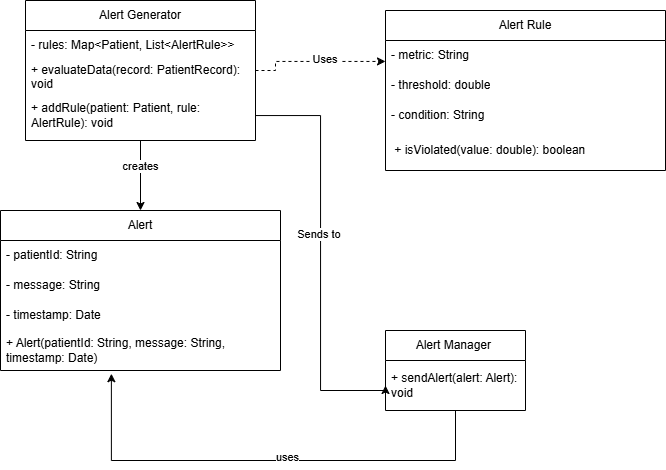 Alert Generator
- rules: Map<Patient, List<AlertRule>>
+ evaluateData(record: PatientRecord):
void
+ addRule(patient: Patient, rule:
AlertRule): void
Uses
Alert Rule
- metric: String
- threshold: double
- condition: String
+ isViolated(value: double): boolean
creates
Sends to
Alert
- patientId: String
- message: String
- timestamp: Date
+ Alert(patientId: String, message: String,
timestamp: Date)
Alert Manager
+ sendAlert(alert: Alert):
void
uses